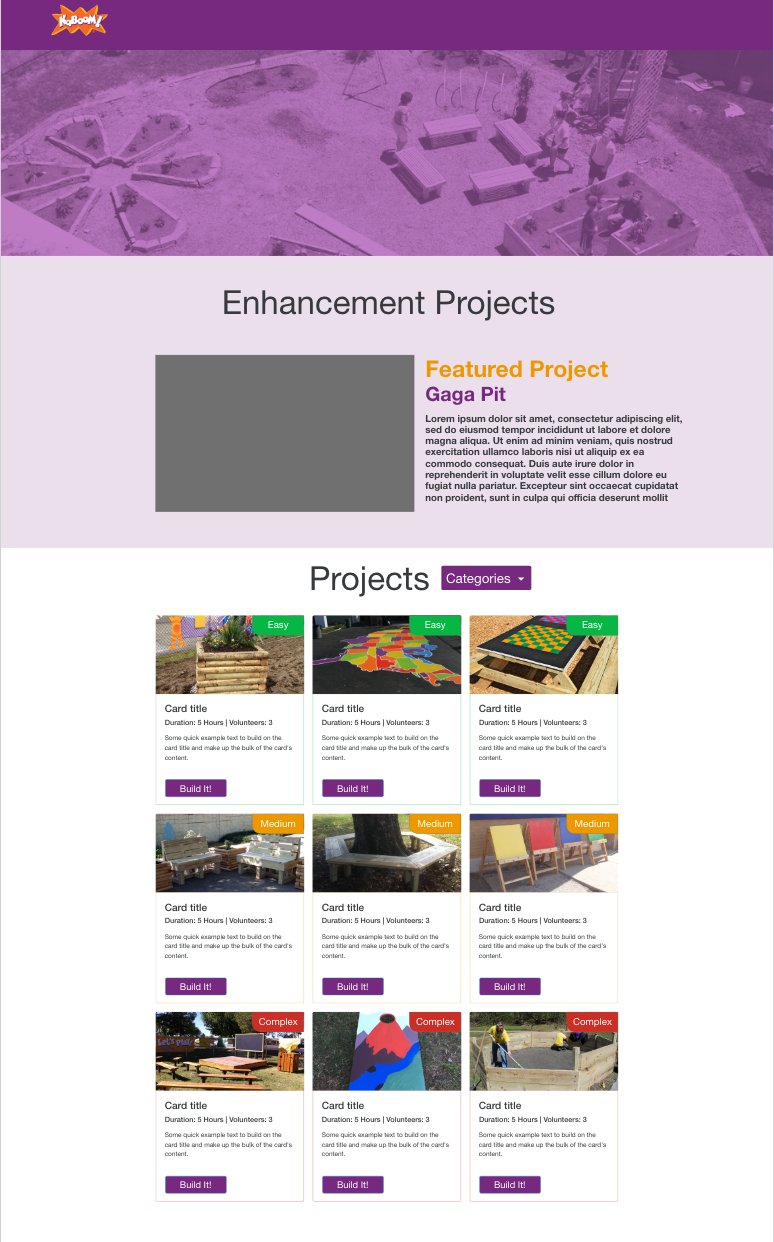 KaBOOM!
Enhancement Projects
Featured Project
Gaga Pit
Lorem ipsum dolor sit amet, consectetur adipiscing elit,
sed do eiusmod tempor incididunt ut labore et dolore
magna aliqua. Ut enim ad minim veniam, quis nostrud
exercitation ullamco laboris nisi ut aliquip ex ea
commodo consequat. Duis aute irure dolor in
reprehenderit in voluptate velit esse cillum dolore eu
fugiat nulla pariatur. Excepteur sint occaecat cupidatat
non proident, sunt in culpa qui officia deserunt mollit
Projects
Categories
Easy
Card title
Duration: 5 Hours | Volunteers: 3
Some quick example text to build on the
card title and make up the bulk of the card's
content.
Build It!
Easy
Card title
Duration: 5 Hours | Volunteers: 3
Some quick example text to build on the
card title and make up the bulk of the card's
content.
Build It!
Easy
Card title
Duration: 5 Hours | Volunteers: 3
Some quick example text to build on the
card title and make up the bulk of the card's
content.
Build It!
Medium
Card title
Duration: 5 Hours | Volunteers: 3
Some quick example text to build on the
card title and make up the bulk of the card's
content.
Build It!
Medium
Card title
Duration: 5 Hours | Volunteers: 3
Some quick example text to build on the
card title and make up the bulk of the card's
content.
Build It!
Medium
Card title
Duration: 5 Hours | Volunteers: 3
Some quick example text to build on the
card title and make up the bulk of the card's
content.
Build It!
Complex
Let's Play
Card title
Duration: 5 Hours | Volunteers: 3
Some quick example text to build on the
card title and make up the bulk of the card's
content.
Build It!
Complex
Card title
Duration: 5 Hours | Volunteers: 3
Some quick example text to build on the
card title and make up the bulk of the card's
content.
Build It!
Complex
Card title
Duration: 5 Hours | Volunteers: 3
Some quick example text to build on the
card title and make up the bulk of the card's
content.
Build It!